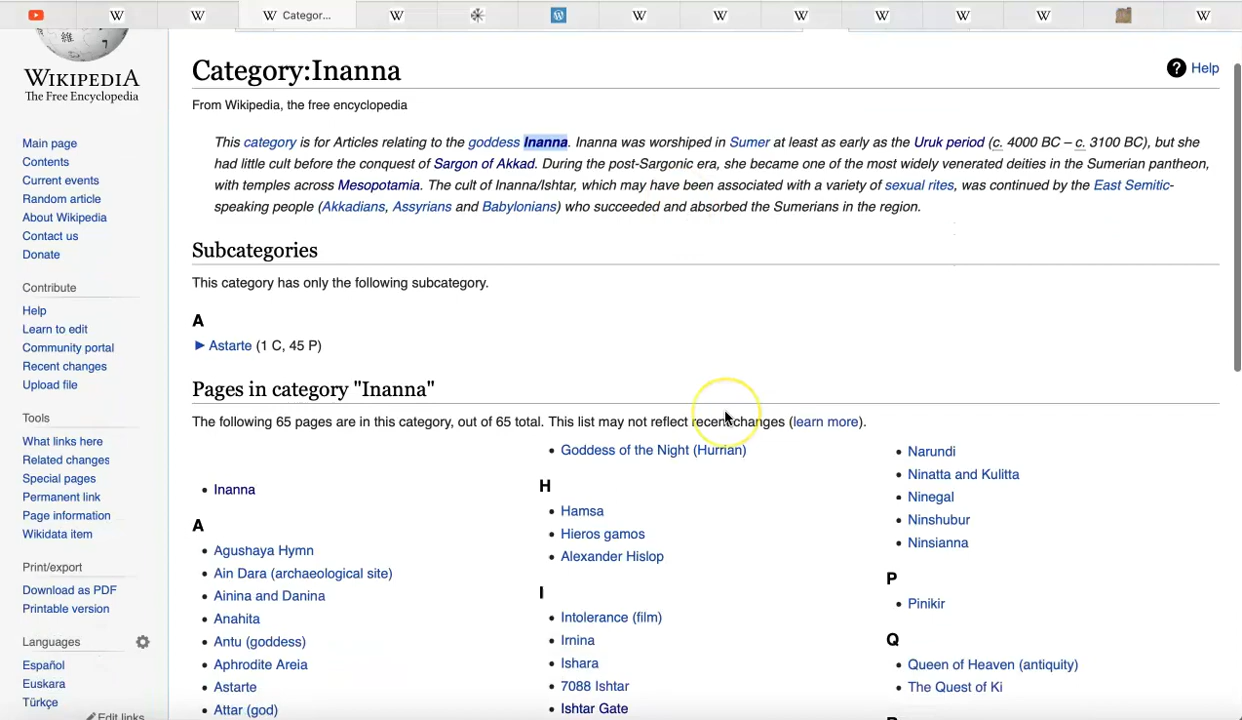 W
W
W Categor...
W
W
W
W
W
W
W
W
W
維
WIKIPEDIA
The Free Encyclopedia
Main page
Contents
Current events
Random article
About Wikipedia
Contact us
Donate
Contribute
Help
Learn to edit
Community portal
Recent changes
Upload file
Tools
What links here
Related changes
Special pages
Permanent link
Page information
Wikidata item
Print/export
Download as PDF
Printable version
Languages
Español
Euskara
Türkçe
Edit links
Category:Inanna
? Help
From Wikipedia, the free encyclopedia
This category is for Articles relating to the goddess Inanna. Inanna was worshiped in Sumer at least as early as the Uruk period (c. 4000 BC – c. 3100 BC), but she
had little cult before the conquest of Sargon of Akkad. During the post-Sargonic era, she became one of the most widely venerated deities in the Sumerian pantheon,
with temples across Mesopotamia. The cult of Inanna/Ishtar, which may have been associated with a variety of sexual rites, was continued by the East Semitic-
speaking people (Akkadians, Assyrians and Babylonians) who succeeded and absorbed the Sumerians in the region.
Subcategories
This category has only the following subcategory.
A
► Astarte (1 C, 45 P)
Pages in category "Inanna"
The following 65 pages are in this category, out of 65 total. This list may not reflect recent changes (learn more).
• Inanna
A
• Agushaya Hymn
• Ain Dara (archaeological site)
• Ainina and Danina
• Anahita
• Antu (goddess)
• Aphrodite Areia
• Astarte
• Attar (god)
• Goddess of the Night (Hurrian)
H
• Hamsa
• Hieros gamos
• Alexander Hislop
I
• Intolerance (film)
• Irnina
• Ishara
• 7088 Ishtar
• Ishtar Gate
• Narundi
• Ninatta and Kulitta
• Ninegal
• Ninshubur
• Ninsianna
P
• Pinikir
Q
• Queen of Heaven (antiquity)
• The Quest of Ki